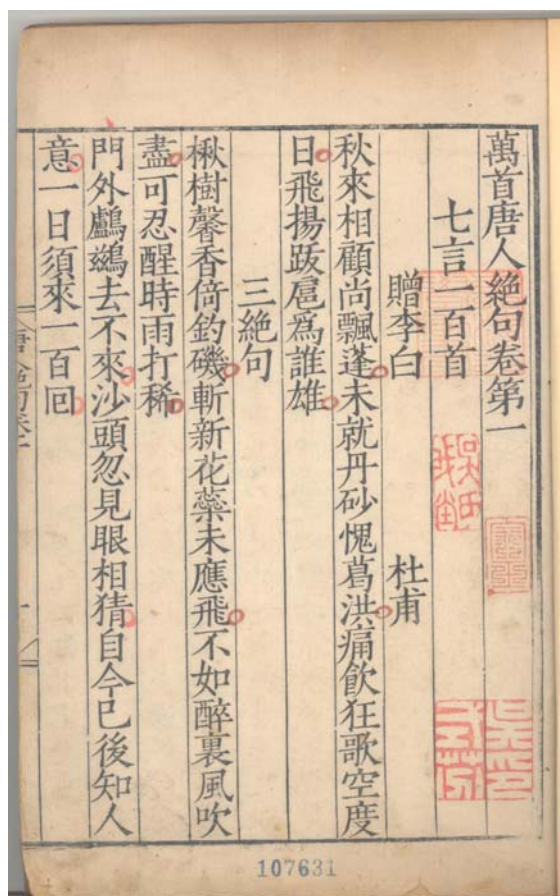 萬首唐人絕句卷第一
七言一百首
贈李白 杜甫
秋來相顧尚飄蓬未就丹砂愧葛洪痛飲狂歌空度
日飛揚跋扈爲誰雄
三絕句
楸樹馨香倚釣磯斬新花蘂未應飛不如醉裏風吹
盡可忍醒時雨打稀
門外鸕鷀去不來沙頭忽見眼相猜自今已後知人
意一日須來一百回
107631